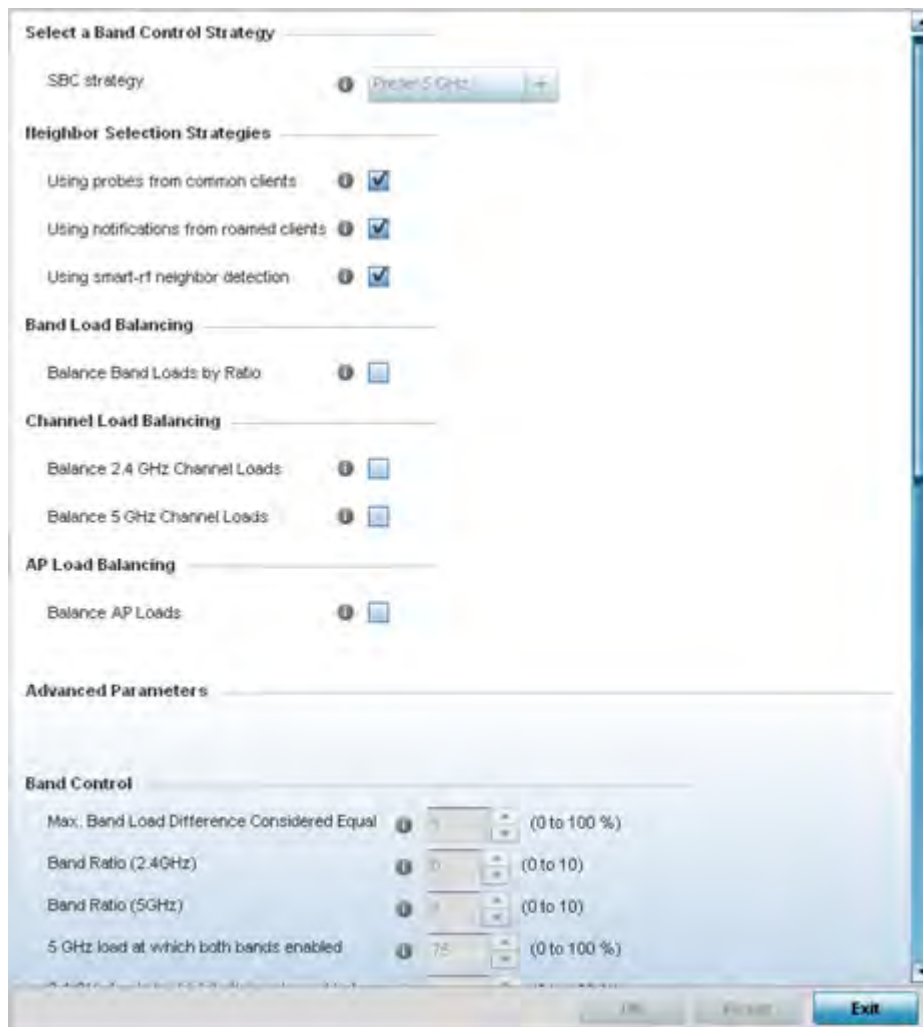 Select a Band Control Strategy
SBC strategy
Prefer 5 GHz
Neighbor Selection Strategies
Using probes from common clients
Using notifications from roamed clients
Using smart-rf neighbor detection
Band Load Balancing
Balance Band Loads by Ratio
Channel Load Balancing
Balance 2.4 GHz Channel Loads
Balance 5 GHz Channel Loads
AP Load Balancing
Balance AP Loads
Advanced Parameters
Band Control
Max. Band Load Difference Considered Equal (0 to 100 %)
Band Ratio (2.4GHz) (0 to 10)
Band Ratio (5GHz) (0 to 10)
5 GHz load at which both bands enabled 75 (0 to 100 %)
Exit